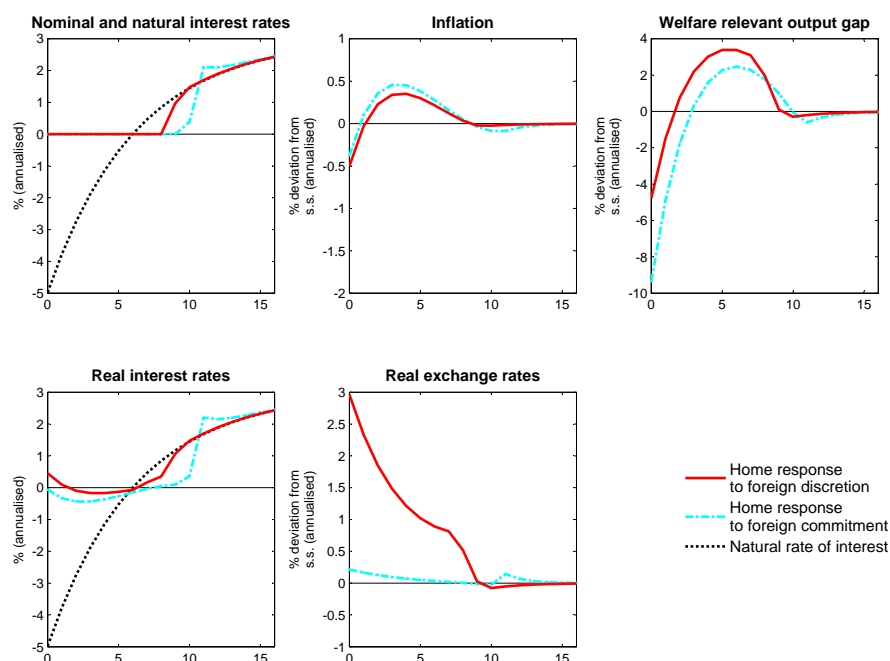 Nominal and natural interest rates
3
2
1
0
-1
-2
-3
-4
-5
% (annualised)
0 5 10 15
Inflation
1
0.5
0
-0.5
-1
-1.5
-2
% deviation from
s.s. (annualised)
0 5 10 15
Welfare relevant output gap
6
4
2
0
-2
-4
-6
-8
-10
% deviation from
s.s. (annualised)
0 5 10 15
Real interest rates
3
2
1
0
-1
-2
-3
-4
-5
% (annualised)
0 5 10 15
Real exchange rates
3
2.5
2
1.5
1
0.5
0
-0.5
-1
% deviation from
s.s. (annualised)
0 5 10 15
Home response
to foreign discretion
Home response
to foreign commitment
Natural rate of interest